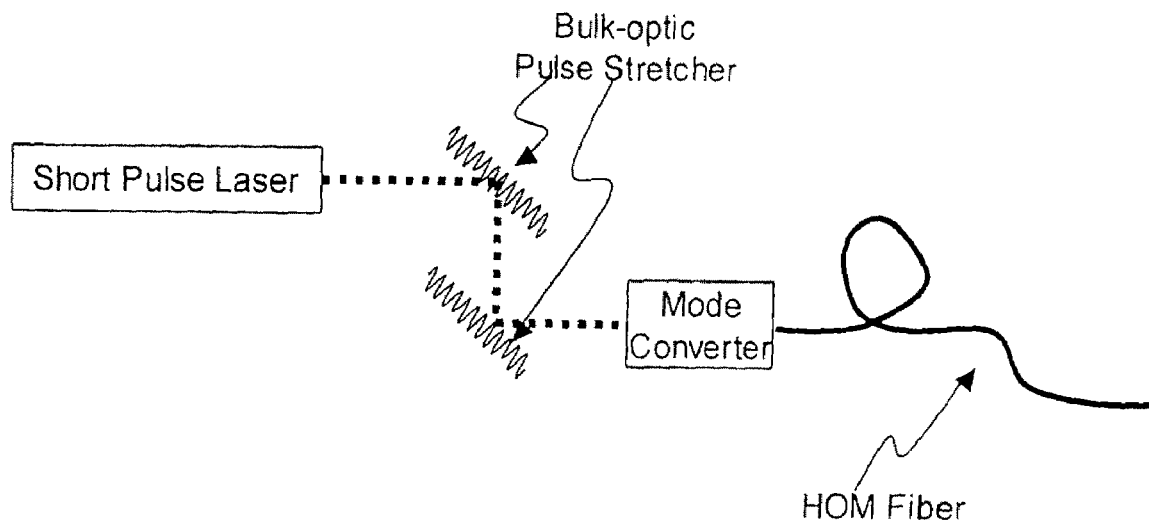 Bulk-optic
Pulse Stretcher
Short Pulse Laser
Mode
Converter
HOM Fiber